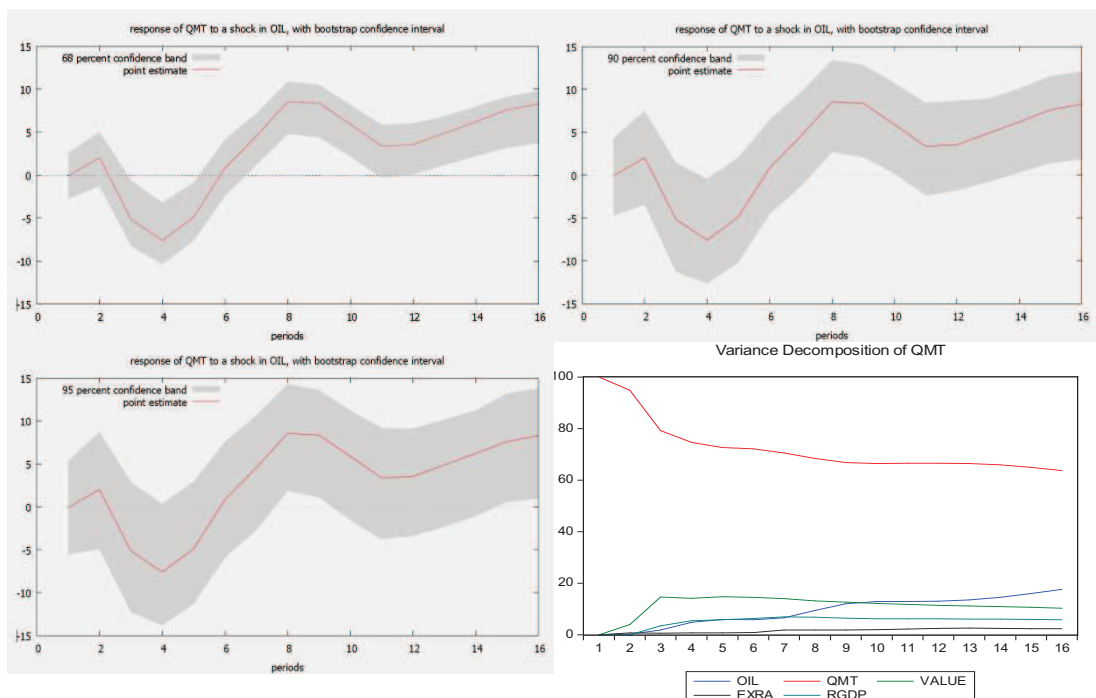 response of QMT to a shock in OIL, with bootstrap confidence interval
68 percent confidence band
point estimate
15
10
5
0
-5
-10
-15
0 2 4 6 8 10 12 14 16
periods
response of QMT to a shock in OIL, with bootstrap confidence interval
90 percent confidence band
point estimate
15
10
5
0
-5
-10
-15
0 2 4 6 8 10 12 14 16
periods
response of QMT to a shock in OIL, with bootstrap confidence interval
95 percent confidence band
point estimate
15
10
5
0
-5
-10
-15
0 2 4 6 8 10 12 14 16
periods
Variance Decomposition of QMT
100
80
60
40
20
0
1 2 3 4 5 6 7 8 9 10 11 12 13 14 15 16
OIL QMT VALUE
EXRA RGDP